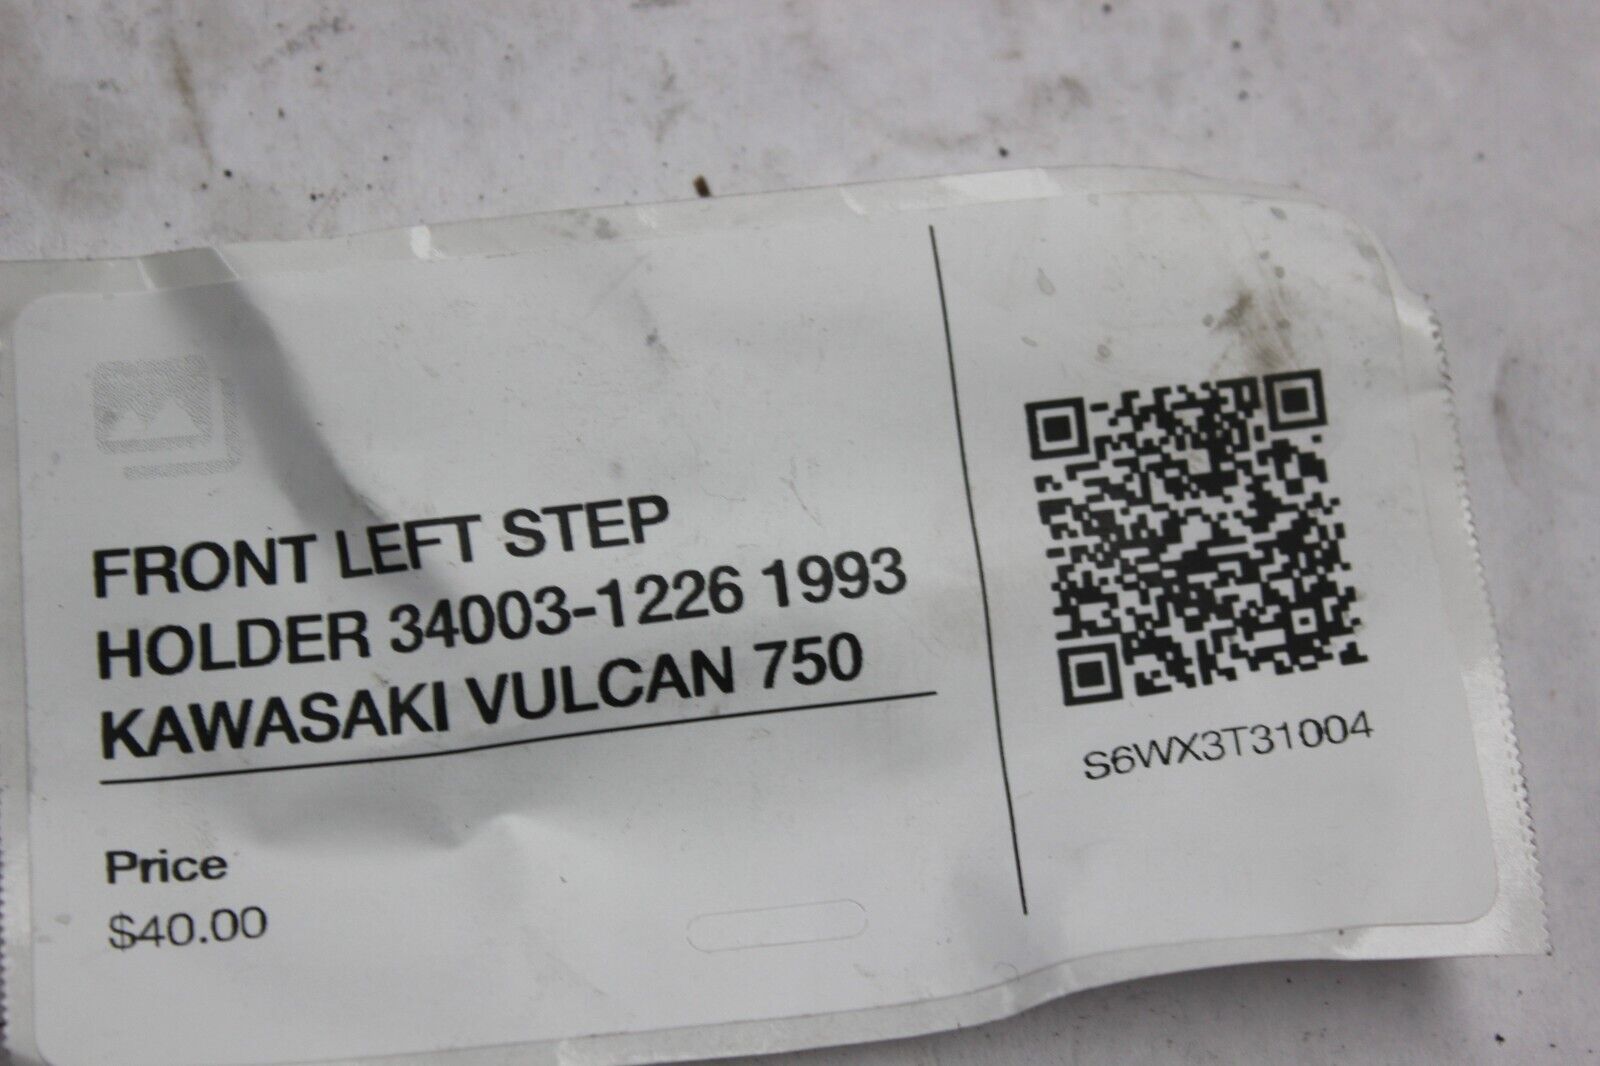 FRONT LEFT STEP
HOLDER 34003-1226 1993
KAWASAKI VULCAN 750
Price
$40.00
S6WX3T31004